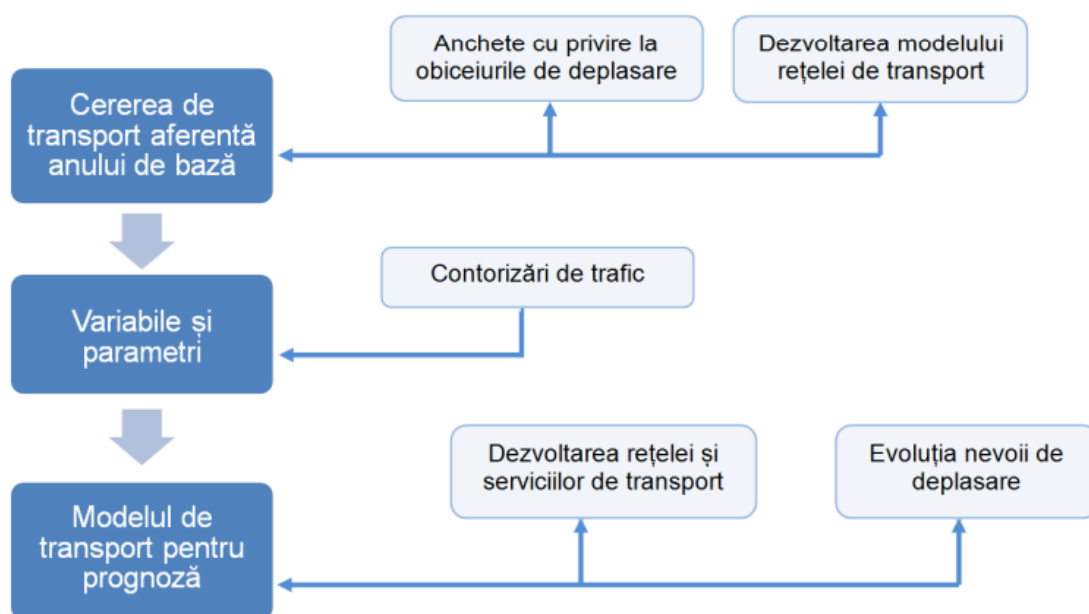 Anchete cu privire la
obiceiurile de deplasare
Dezvoltarea modelului
rețelei de transport
Cererea de
transport aferentă
anului de bază
Contorizări de trafic
Variabile și
parametri
Dezvoltarea rețelei și
serviciilor de transport
Evoluția nevoii de
deplasare
Modelul de
transport pentru
prognoză